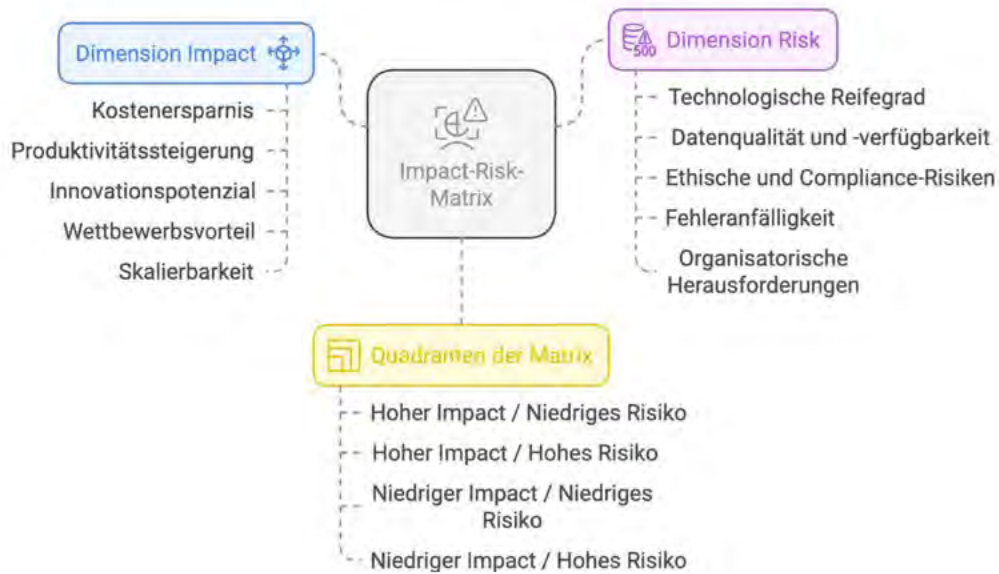 Dimension Impact
Kostenersparnis
Produktivitätssteigerung
Innovationspotenzial
Wettbewerbsvorteil
Skalierbarkeit
Impact-Risk-
Matrix
500
Dimension Risk
Technologische Reifegrad
Datenqualität und -verfügbarkeit
Ethische und Compliance-Risiken
Fehleranfälligkeit
Organisatorische
Herausforderungen
Quadramen der Matrix
Hoher Impact / Niedriges Risiko
Hoher Impact / Hohes Risiko
Niedriger Impact / Niedriges
Risiko
Niedriger Impact / Hohes Risiko